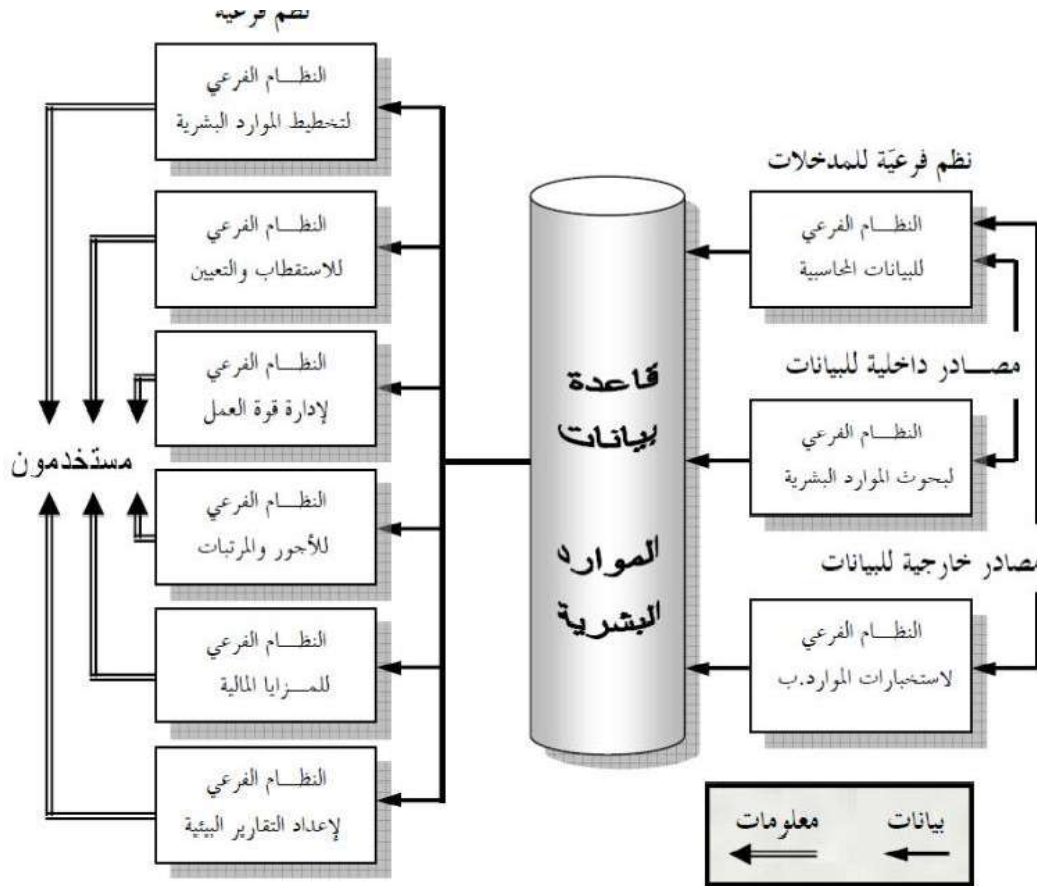 نظم فرعية
النظـــام الفرعي
لتخطيط الموارد البشرية
النظـــام الفرعي
للاستقطاب والتعيين
النظـــام الفرعي
لإدارة قوة العمل
النظـــام الفرعي
للأجور والمرتبات
النظـــام الفرعي
للمـــزايا المالية
النظـــام الفرعي
لإعداد التقارير البيئية
مستخدمون
قاعدة
بيانات
الموارد
البشرية
نظم فرعيّة للمدخلات
النظـــام الفرعي
للبيانات المحاسبية
مصـــادر داخلية للبيانات
النظـــام الفرعي
لبحوث الموارد البشرية
مصادر خارجية للبيانات
النظـــام الفرعي
لاستخبارات الموارد.ب
بيانات
معلومات